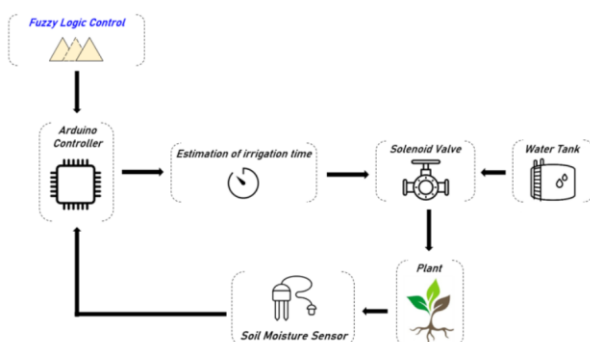 Fuzzy Logic Control
Arduino
Controller
Estimation of irrigation time
Solenoid Valve
Water Tank
Plant
Soil Moisture Sensor